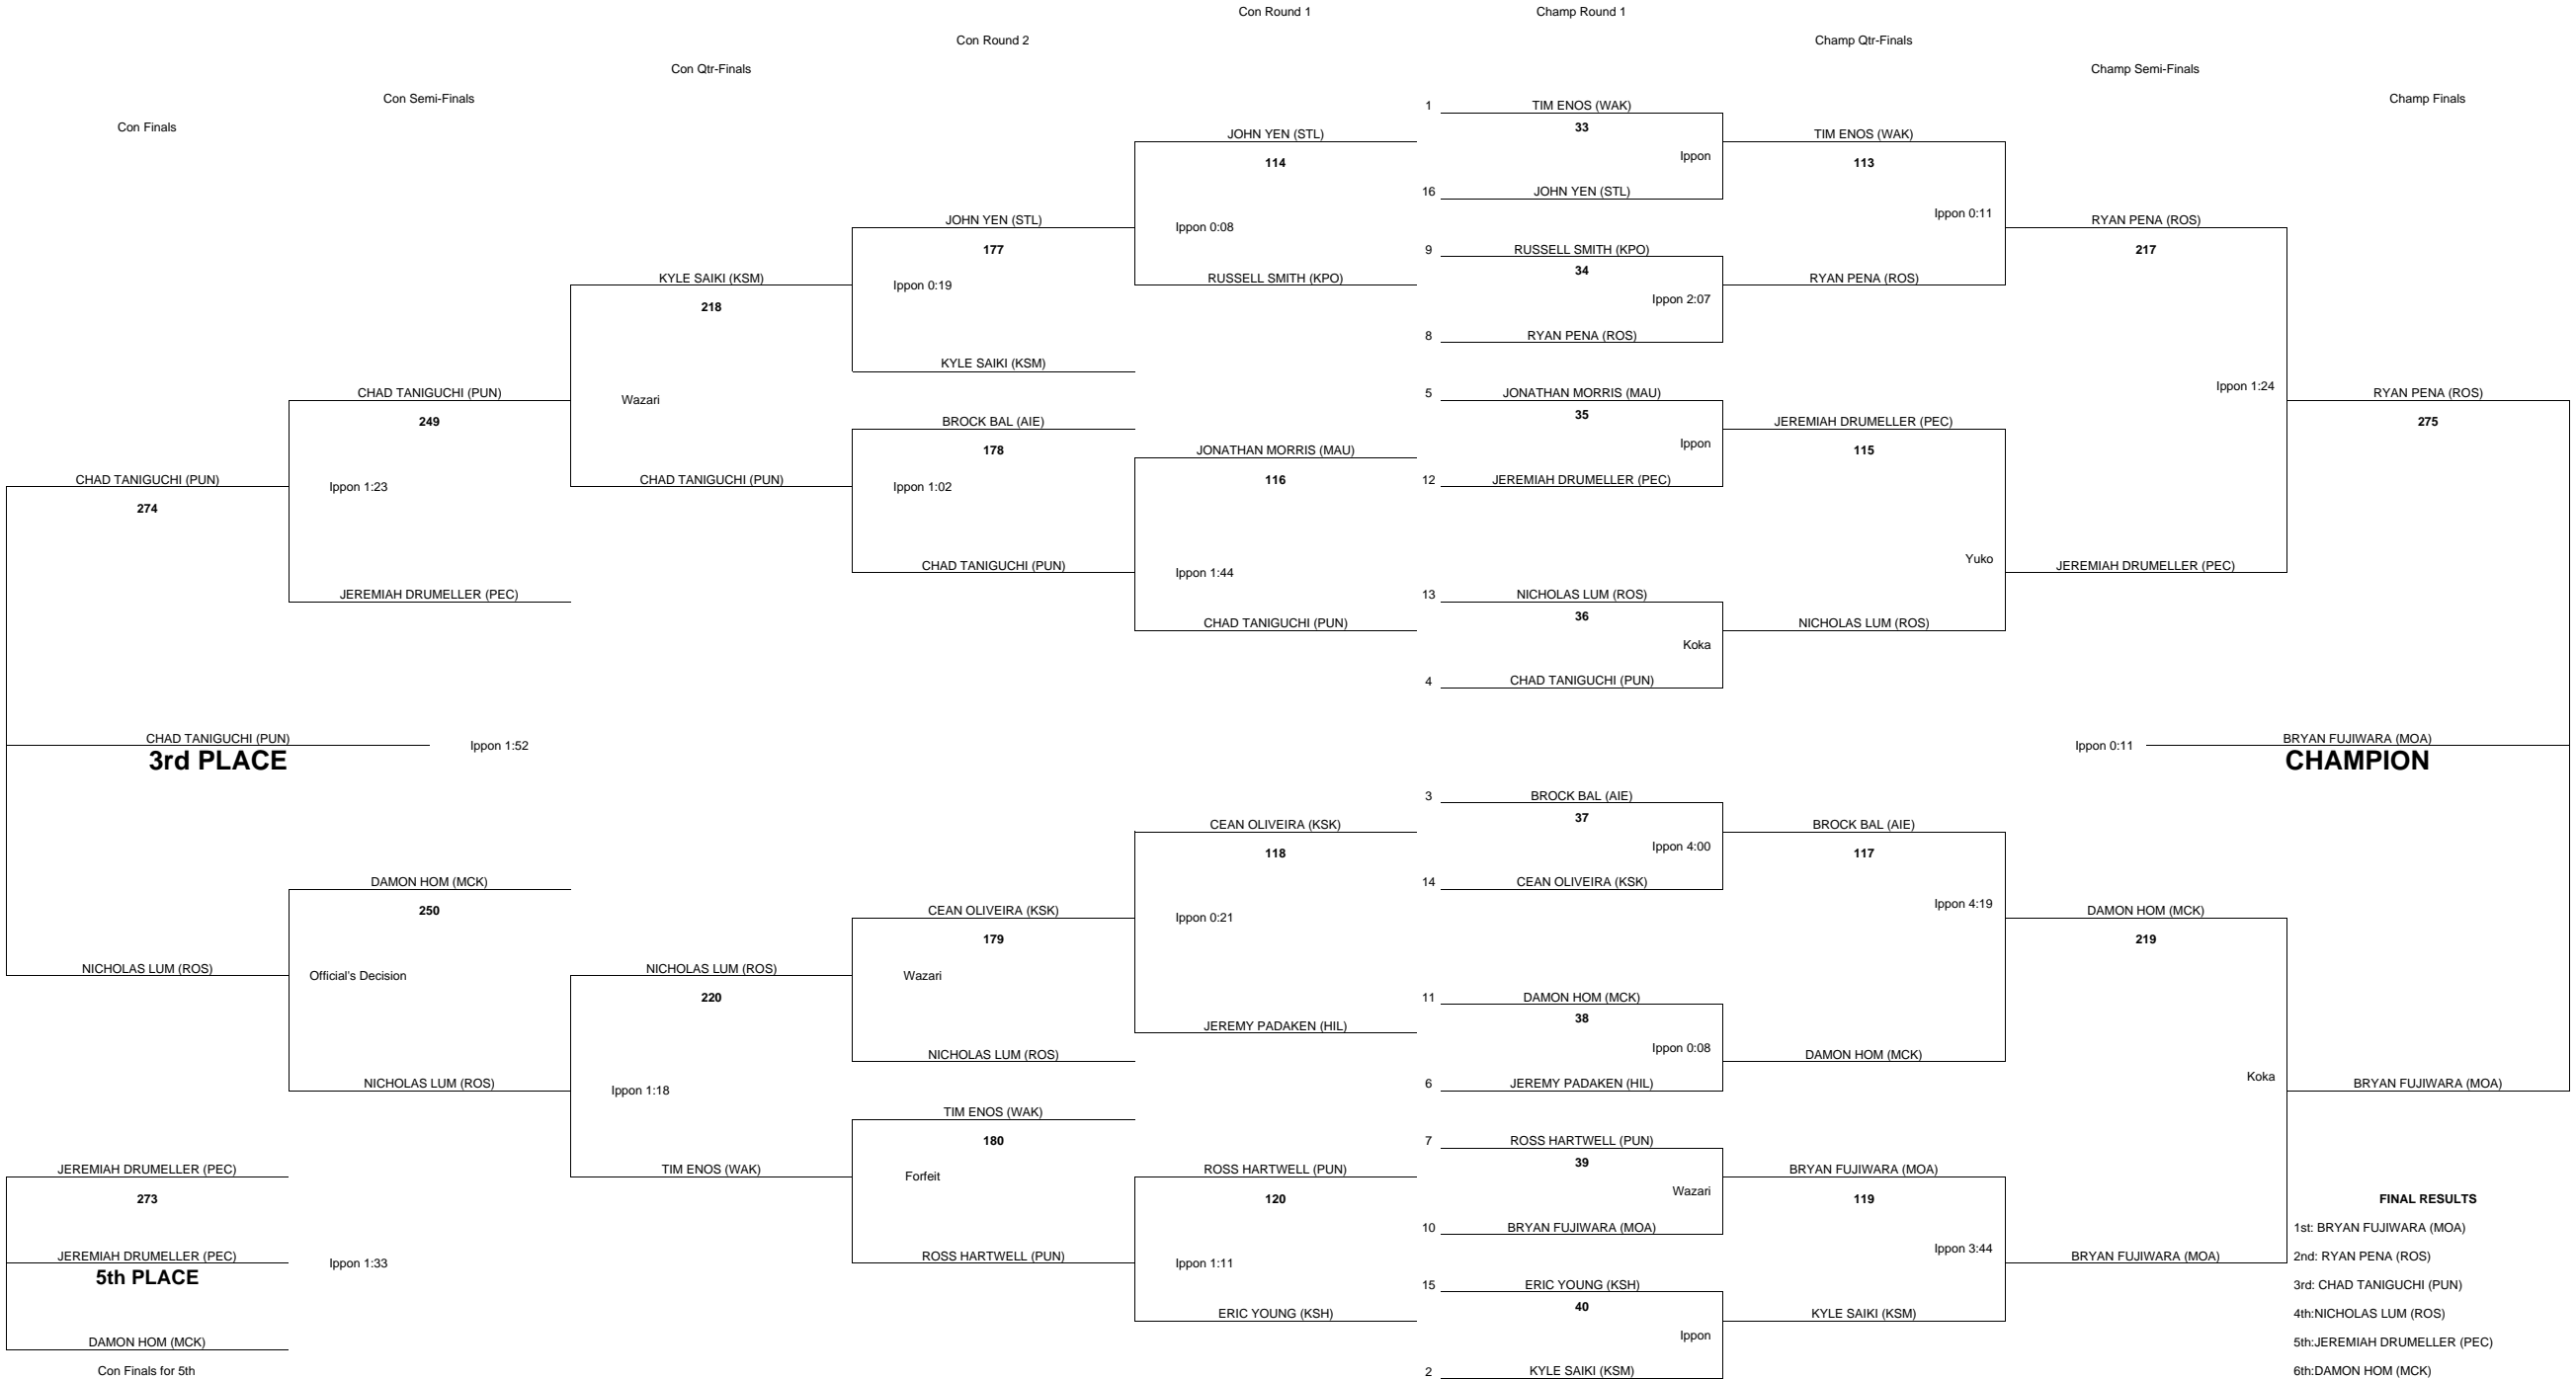 Con Round 1
Champ Round 1
Con Round 2
Champ Qtr-Finals
Con Qtr-Finals
Champ Semi-Finals
Con Semi-Finals
Champ Finals
Con Finals
1 TIM ENOS (WAK)
33
Ippon
16 JOHN YEN (STL)
9 RUSSELL SMITH (KPO)
34
Ippon 2:07
8 RYAN PENA (ROS)
5 JONATHAN MORRIS (MAU)
35
Ippon
12 JEREMIAH DRUMELLER (PEC)
13 NICHOLAS LUM (ROS)
36
Koka
4 CHAD TANIGUCHI (PUN)
3 BROCK BAL (AIE)
37
Ippon 4:00
14 CEAN OLIVEIRA (KSK)
11 DAMON HOM (MCK)
38
Ippon 0:08
6 JEREMY PADAKEN (HIL)
7 ROSS HARTWELL (PUN)
39
Wazari
10 BRYAN FUJIWARA (MOA)
15 ERIC YOUNG (KSH)
40
Ippon
2 KYLE SAIKI (KSM)
TIM ENOS (WAK)
113
Ippon 0:11
RYAN PENA (ROS)
JEREMIAH DRUMELLER (PEC)
115
Yuko
NICHOLAS LUM (ROS)
BROCK BAL (AIE)
117
Ippon 4:19
DAMON HOM (MCK)
BRYAN FUJIWARA (MOA)
119
Ippon 3:44
KYLE SAIKI (KSM)
RYAN PENA (ROS)
217
Ippon 1:24
JEREMIAH DRUMELLER (PEC)
DAMON HOM (MCK)
219
Koka
BRYAN FUJIWARA (MOA)
RYAN PENA (ROS)
275
Ippon 0:11
BRYAN FUJIWARA (MOA)
CHAMPION
BRYAN FUJIWARA (MOA)
JOHN YEN (STL)
114
Ippon 0:08
RUSSELL SMITH (KPO)
JONATHAN MORRIS (MAU)
116
Ippon 1:44
CHAD TANIGUCHI (PUN)
CEAN OLIVEIRA (KSK)
118
Ippon 0:21
JEREMY PADAKEN (HIL)
ROSS HARTWELL (PUN)
120
Ippon 1:11
ERIC YOUNG (KSH)
JOHN YEN (STL)
177
Ippon 0:19
KYLE SAIKI (KSM)
BROCK BAL (AIE)
178
Ippon 1:02
CHAD TANIGUCHI (PUN)
CEAN OLIVEIRA (KSK)
179
Wazari
NICHOLAS LUM (ROS)
TIM ENOS (WAK)
180
Forfeit
ROSS HARTWELL (PUN)
KYLE SAIKI (KSM)
218
Wazari
CHAD TANIGUCHI (PUN)
NICHOLAS LUM (ROS)
220
Ippon 1:18
TIM ENOS (WAK)
CHAD TANIGUCHI (PUN)
249
Ippon 1:23
JEREMIAH DRUMELLER (PEC)
DAMON HOM (MCK)
250
Official's Decision
NICHOLAS LUM (ROS)
CHAD TANIGUCHI (PUN)
274
CHAD TANIGUCHI (PUN)
Ippon 1:52
3rd PLACE
NICHOLAS LUM (ROS)
JEREMIAH DRUMELLER (PEC)
273
JEREMIAH DRUMELLER (PEC)
Ippon 1:33
5th PLACE
DAMON HOM (MCK)
Con Finals for 5th
FINAL RESULTS
1st: BRYAN FUJIWARA (MOA)
2nd: RYAN PENA (ROS)
3rd: CHAD TANIGUCHI (PUN)
4th:NICHOLAS LUM (ROS)
5th:JEREMIAH DRUMELLER (PEC)
6th:DAMON HOM (MCK)